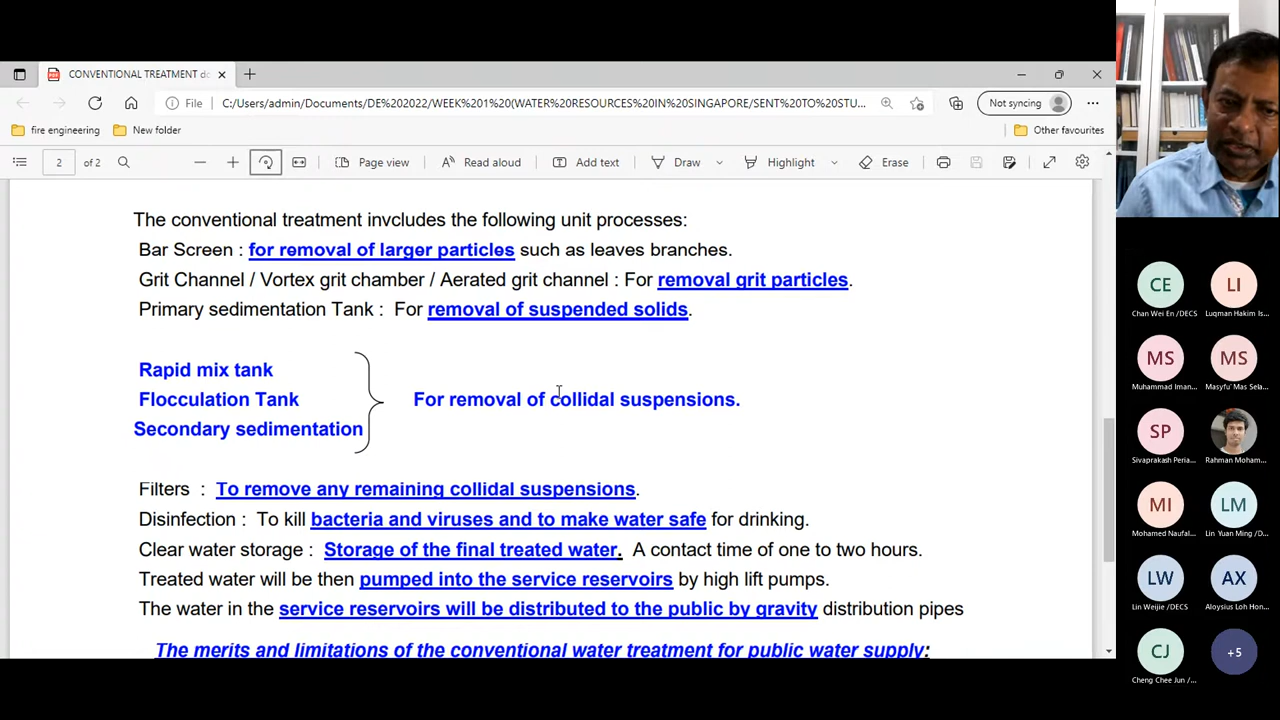 CONVENTIONAL TREATMENT do
File C:/Users/admin/Documents/DE%202022/WEEK%201%20(WATER%20RESOURCES%20IN%20SINGAPORE/SENT%20TO%20STU... Not syncing
fire engineering New folder Other favourites
2 of 2 Page view Read aloud Add text Draw Highlight Erase
The conventional treatment invcludes the following unit processes:
Bar Screen : for removal of larger particles such as leaves branches.
Grit Channel / Vortex grit chamber / Aerated grit channel : For removal grit particles.
Primary sedimentation Tank : For removal of suspended solids.
Rapid mix tank
Flocculation Tank For removal of collidal suspensions.
Secondary sedimentation
Filters : To remove any remaining collidal suspensions.
Disinfection : To kill bacteria and viruses and to make water safe for drinking.
Clear water storage : Storage of the final treated water. A contact time of one to two hours.
Treated water will be then pumped into the service reservoirs by high lift pumps.
The water in the service reservoirs will be distributed to the public by gravity distribution pipes
The merits and limitations of the conventional water treatment for public water supply:
CE LI
Chan Wei En /DECS Luqman Hakim Is...
MS MS
Muhammad Iman... Masyfu' Mas Sela...
SP
Sivaprakash Peria... Rahman Moham...
MI LM
Mohamed Naufal... Lin Yuan Ming /D...
LW AX
Lin Weijie /DECS Aloysius Loh Hon...
CJ +5
Cheng Chee Jun /...